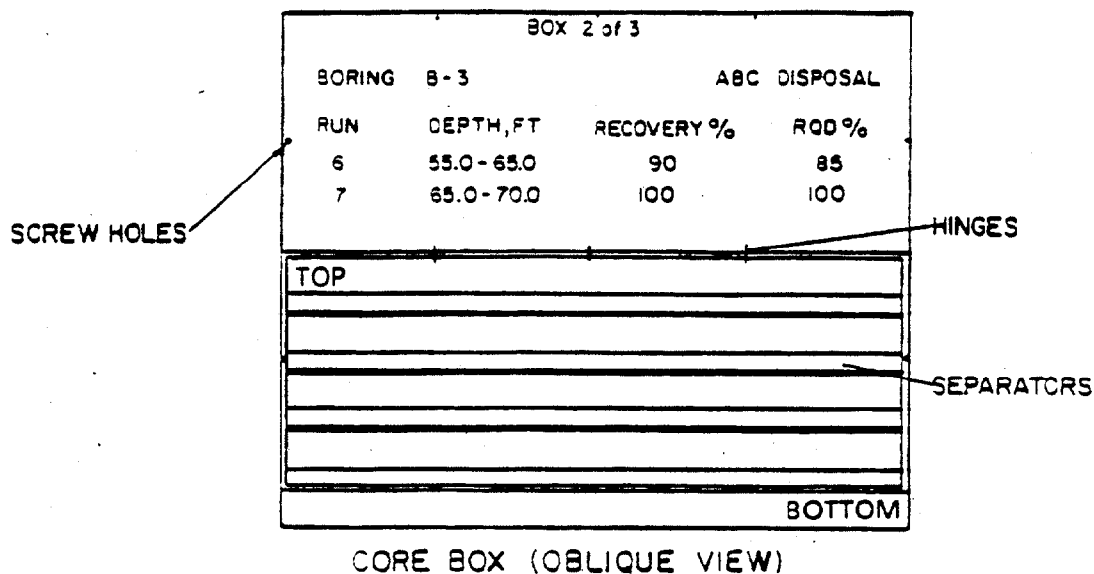 BOX 2 of 3
BORING B-3 ABC DISPOSAL
RUN DEPTH, FT RECOVERY % RQD %
6 55.0-65.0 90 85
7 65.0-70.0 100 100
SCREW HOLES
HINGES
TOP
SEPARATORS
BOTTOM
CORE BOX (OBLIQUE VIEW)